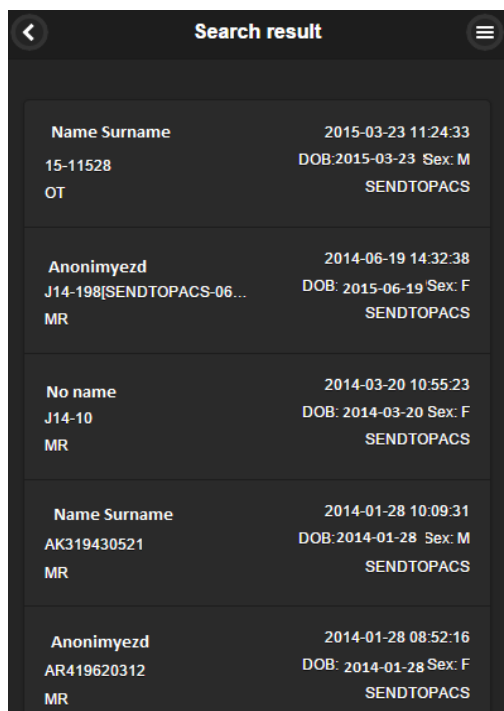 Search result
Name Surname 2015-03-23 11:24:33
15-11528 DOB:2015-03-23 Sex: M
OT SENDTOPACS
Anonimyezd 2014-06-19 14:32:38
J14-198[SENDTOPACS-06... DOB: 2015-06-19 Sex: F
MR SENDTOPACS
No name 2014-03-20 10:55:23
J14-10 DOB: 2014-03-20 Sex: F
MR SENDTOPACS
Name Surname 2014-01-28 10:09:31
AK319430521 DOB:2014-01-28 Sex: M
MR SENDTOPACS
Anonimyezd 2014-01-28 08:52:16
AR419620312 DOB: 2014-01-28 Sex: F
MR SENDTOPACS